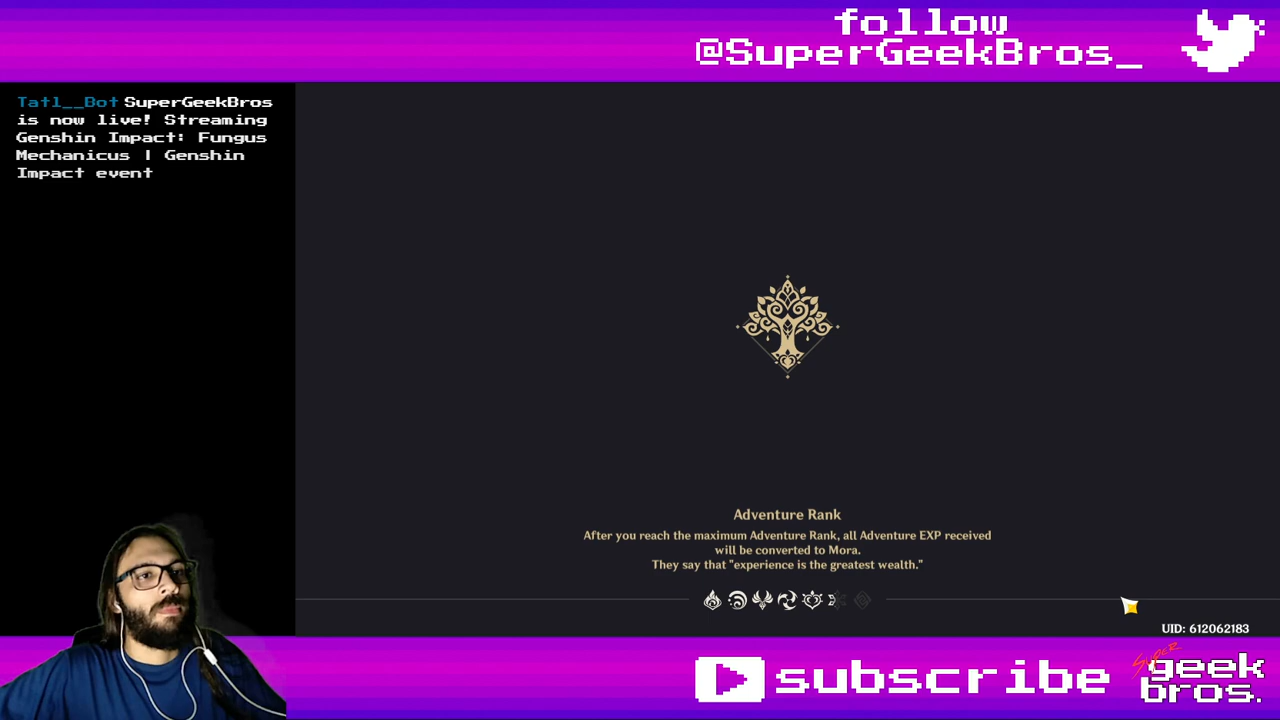 follow
@SuperGeekBros_
Tatl__Bot SuperGeekBros
is now live! Streaming
Genshin Impact: Fungus
Mechanicus | Genshin
Impact event
Adventure Rank
After you reach the maximum Adventure Rank, all Adventure EXP received
will be converted to Mora.
They say that "experience is the greatest wealth."
UID: 612062183
subscribe
SUPER
geek
bros.